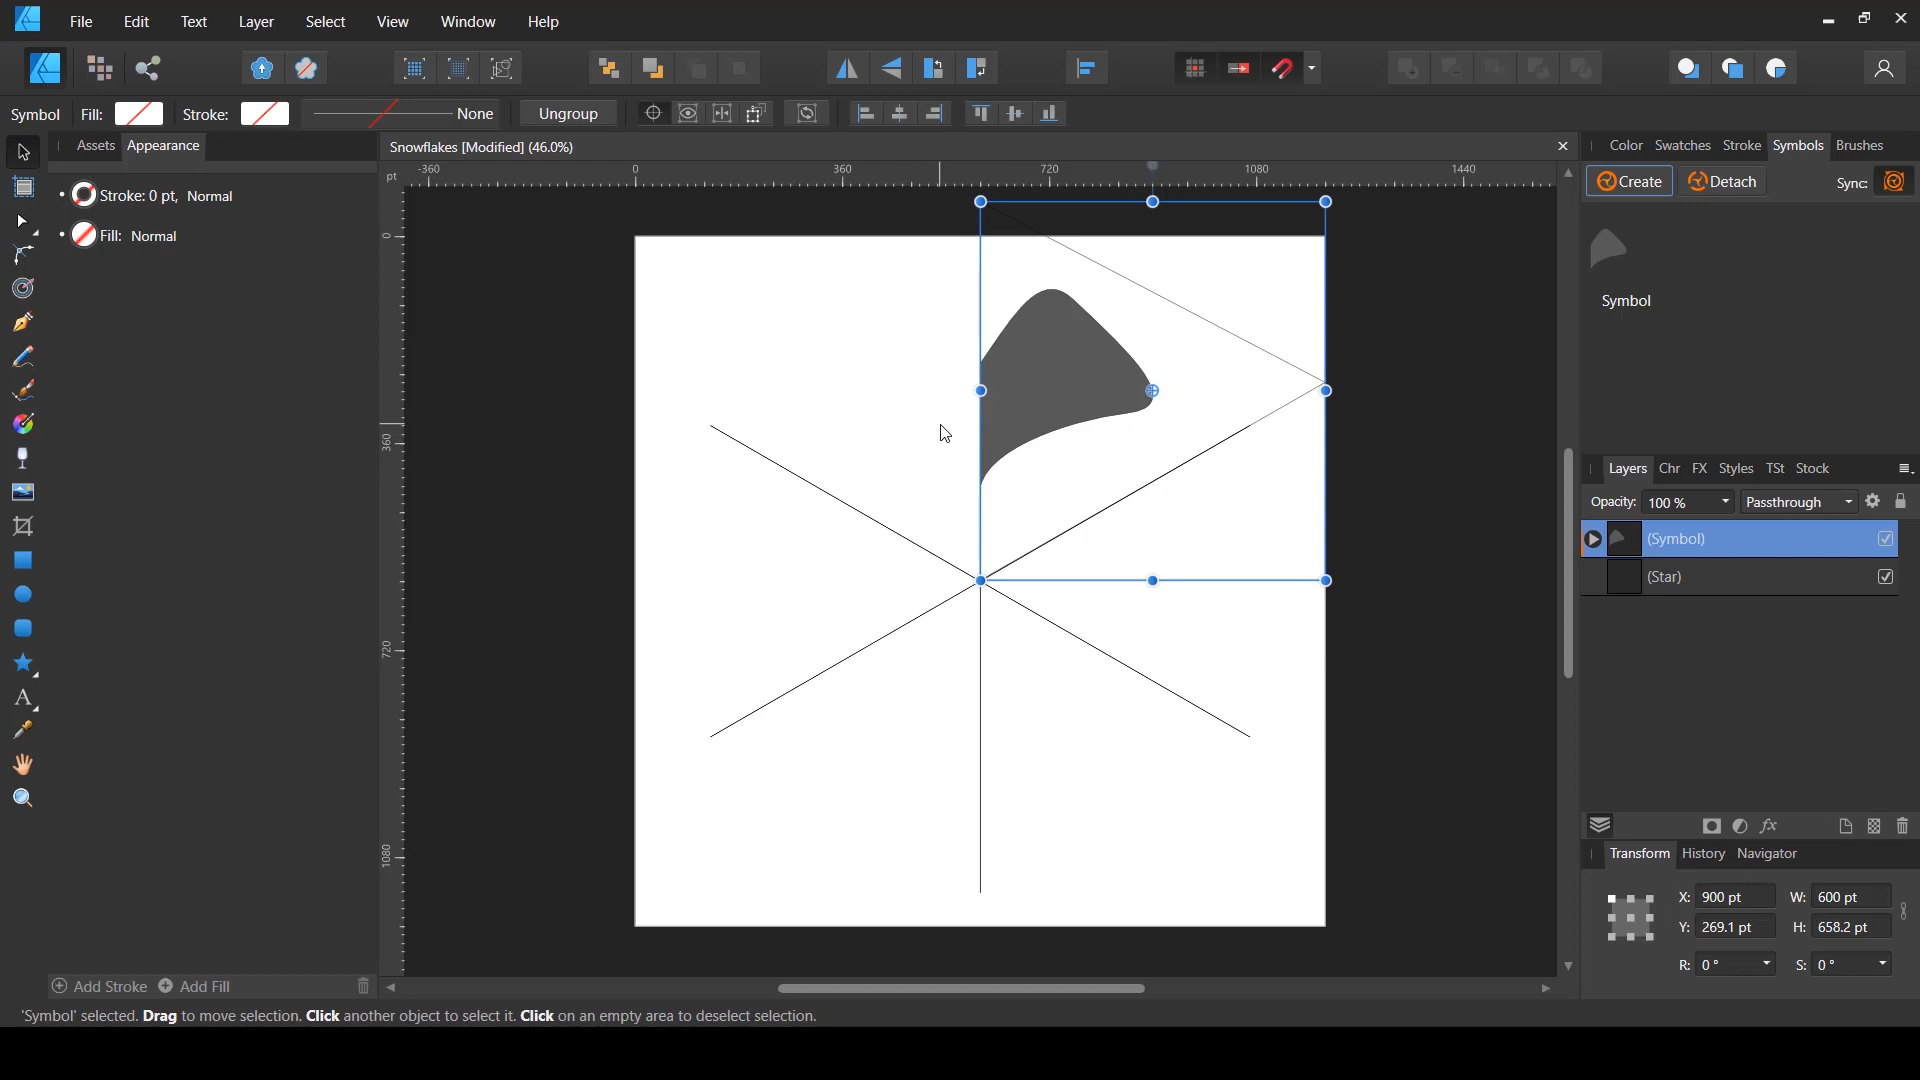 File Edit Text Layer Select View Window Help
Symbol Fill: Stroke: None Ungroup
Assets Appearance
Snowflakes [Modified] (46.0%)
Color Swatches Stroke Symbols Brushes
pt -360 0 360 720 1080 1440
Create Detach Sync:
Stroke: 0 pt, Normal
Fill: Normal
0
360
720
1080
Symbol
Layers Chr FX Styles TSt Stock
Opacity: 100 % Passthrough
(Symbol)
(Star)
fx
Transform History Navigator
X: 900 pt W: 600 pt
Y: 269.1 pt H: 658.2 pt
R: 0 ° S: 0 °
Add Stroke Add Fill
'Symbol' selected. Drag to move selection. Click another object to select it. Click on an empty area to deselect selection.